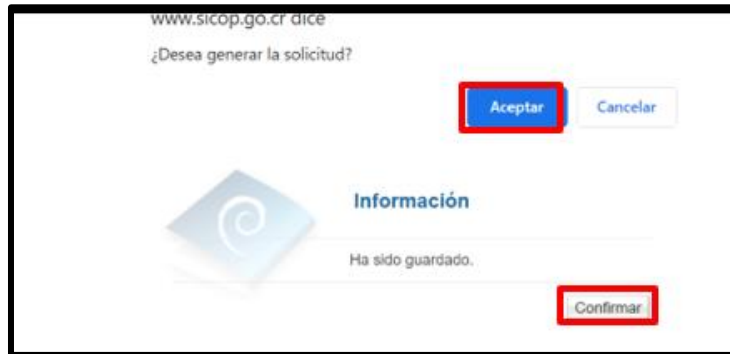 www.sicop.go.cr dice
¿Desea generar la solicitud?
Aceptar Cancelar
Información
Ha sido guardado.
Confirmar